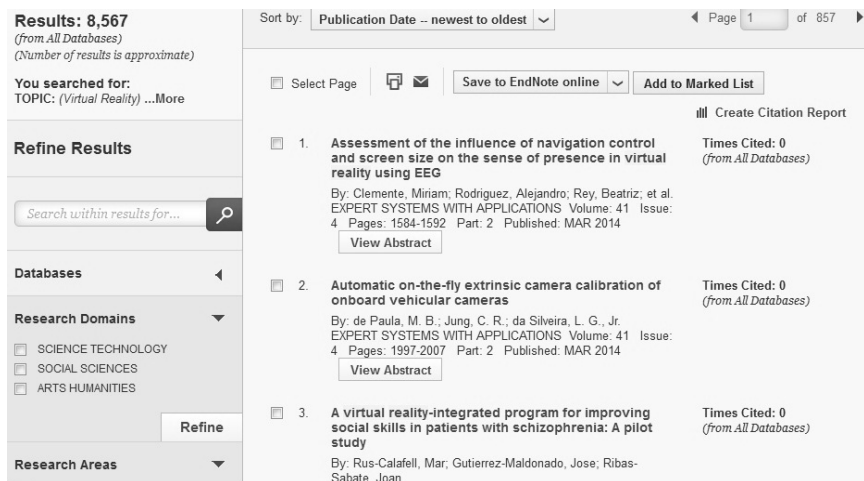 Results: 8,567
(from All Databases)
(Number of results is approximate)
You searched for:
TOPIC: (Virtual Reality) ...More
Refine Results
Search within results for...
Databases
Research Domains
SCIENCE TECHNOLOGY
SOCIAL SCIENCES
ARTS HUMANITIES
Refine
Research Areas
Sort by: Publication Date -- newest to oldest
Page 1 of 857
Select Page
Save to EndNote online
Add to Marked List
Create Citation Report
1. Assessment of the influence of navigation control
and screen size on the sense of presence in virtual
reality using EEG
By: Clemente, Miriam; Rodriguez, Alejandro; Rey, Beatriz; et al.
EXPERT SYSTEMS WITH APPLICATIONS Volume: 41 Issue:
4 Pages: 1584-1592 Part: 2 Published: MAR 2014
View Abstract
Times Cited: 0
(from All Databases)
2. Automatic on-the-fly extrinsic camera calibration of
onboard vehicular cameras
By: de Paula, M. B.; Jung, C. R.; da Silveira, L. G., Jr.
EXPERT SYSTEMS WITH APPLICATIONS Volume: 41 Issue:
4 Pages: 1997-2007 Part: 2 Published: MAR 2014
View Abstract
Times Cited: 0
(from All Databases)
3. A virtual reality-integrated program for improving
social skills in patients with schizophrenia: A pilot
study
By: Rus-Calafell, Mar; Gutierrez-Maldonado, Jose; Ribas-
Sabate, Joan
Times Cited: 0
(from All Databases)